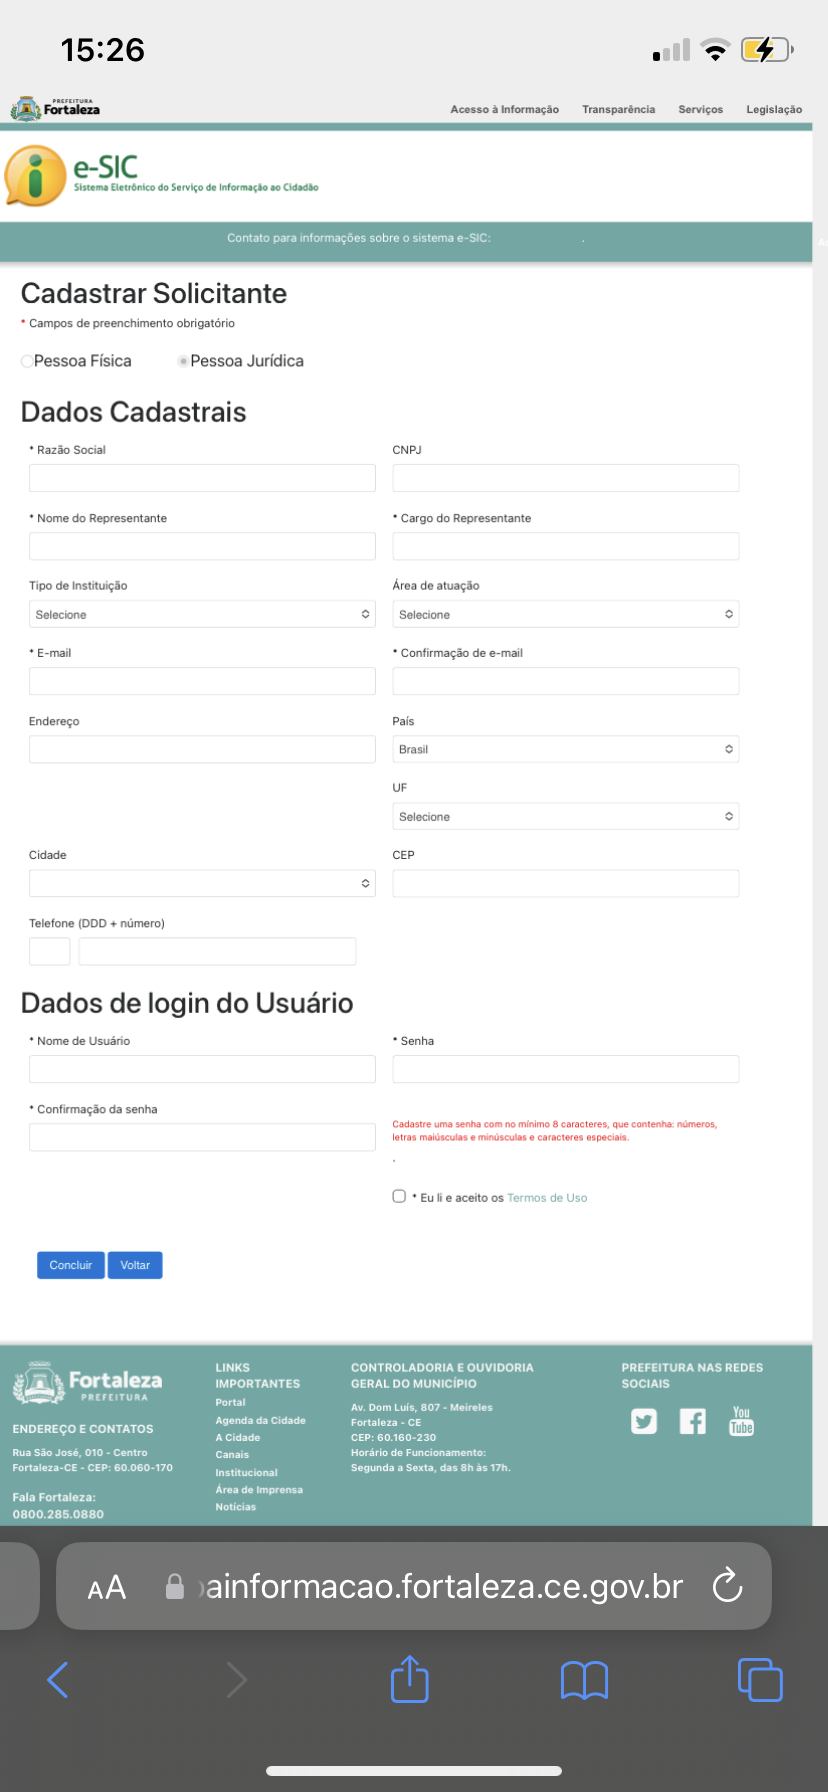 15:26
PREFEITURA
Fortaleza
Acesso à Informação Transparência Serviços Legislação
e-SIC
Sistema Eletrônico do Serviço de Informação ao Cidadão
Contato para informações sobre o sistema e-SIC: .
Cadastrar Solicitante
* Campos de preenchimento obrigatório
Pessoa Física Pessoa Jurídica
Dados Cadastrais
* Razão Social CNPJ
* Nome do Representante * Cargo do Representante
Tipo de Instituição Área de atuação
Selecione Selecione
* E-mail * Confirmação de e-mail
Endereço País
Brasil
UF
Selecione
Cidade CEP
Telefone (DDD + número)
Dados de login do Usuário
* Nome de Usuário * Senha
* Confirmação da senha
Cadastre uma senha com no mínimo 8 caracteres, que contenha: números,
letras maiúsculas e minúsculas e caracteres especiais.
.
* Eu li e aceito os Termos de Uso
Concluir Voltar
Fortaleza
PREFEITURA
ENDEREÇO E CONTATOS
Rua São José, 010 - Centro
Fortaleza-CE - CEP: 60.060-170
Fala Fortaleza:
0800.285.0880
LINKS
IMPORTANTES
Portal
Agenda da Cidade
A Cidade
Canais
Institucional
Área de Imprensa
Notícias
CONTROLADORIA E OUVIDORIA
GERAL DO MUNICÍPIO
Av. Dom Luís, 807 - Meireles
Fortaleza - CE
CEP: 60.160-230
Horário de Funcionamento:
Segunda a Sexta, das 8h às 17h.
PREFEITURA NAS REDES
SOCIAIS
You
Tube
AA ainformacao.fortaleza.ce.gov.br